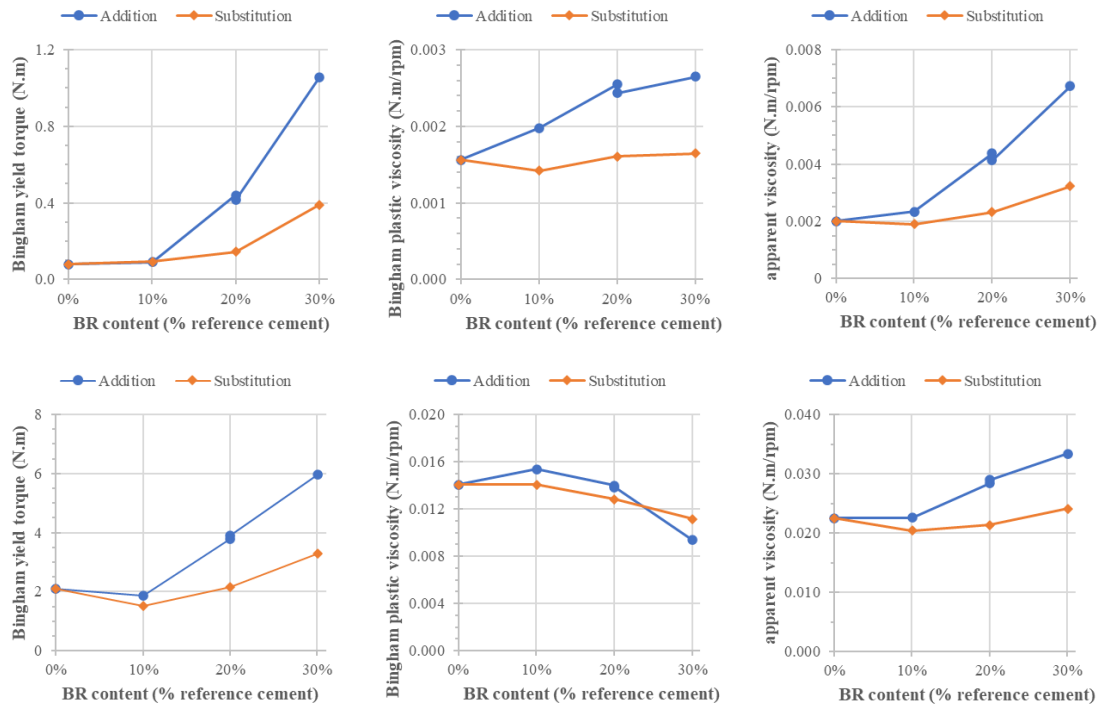 Addition Substitution
Bingham yield torque (N.m)
1.2
0.8
0.4
0.0
0% 10% 20% 30%
BR content (% reference cement)
Addition Substitution
Bingham plastic viscosity (N.m/rpm)
0.003
0.002
0.001
0.000
0% 10% 20% 30%
BR content (% reference cement)
Addition Substitution
apparent viscosity (N.m/rpm)
0.008
0.006
0.004
0.002
0
0% 10% 20% 30%
BR content (% reference cement)
Addition Substitution
Bingham yield torque (N.m)
8
6
4
2
0
0% 10% 20% 30%
BR content (% reference cement)
Addition Substitution
Bingham plastic viscosity (N.m/rpm)
0.020
0.016
0.012
0.008
0.004
0.000
0% 10% 20% 30%
BR content (% reference cement)
Addition Substitution
apparent viscosity (N.m/rpm)
0.040
0.030
0.020
0.010
0.000
0% 10% 20% 30%
BR content (% reference cement)